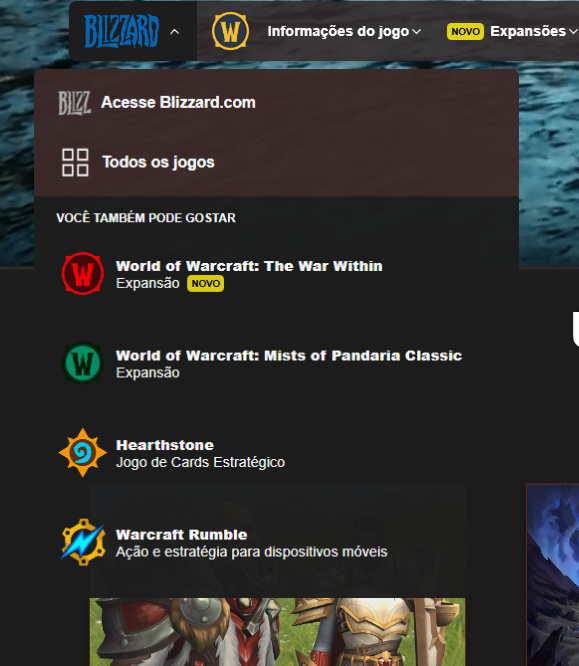 BLIZZARD
W
Informações do jogo
NOVO Expansões
BLIZZ Acesse Blizzard.com
Todos os jogos
VOCÊ TAMBÉM PODE GOSTAR
W
World of Warcraft: The War Within
Expansão NOVO
W
World of Warcraft: Mists of Pandaria Classic
Expansão
Hearthstone
Jogo de Cards Estratégico
Warcraft Rumble
Ação e estratégia para dispositivos móveis